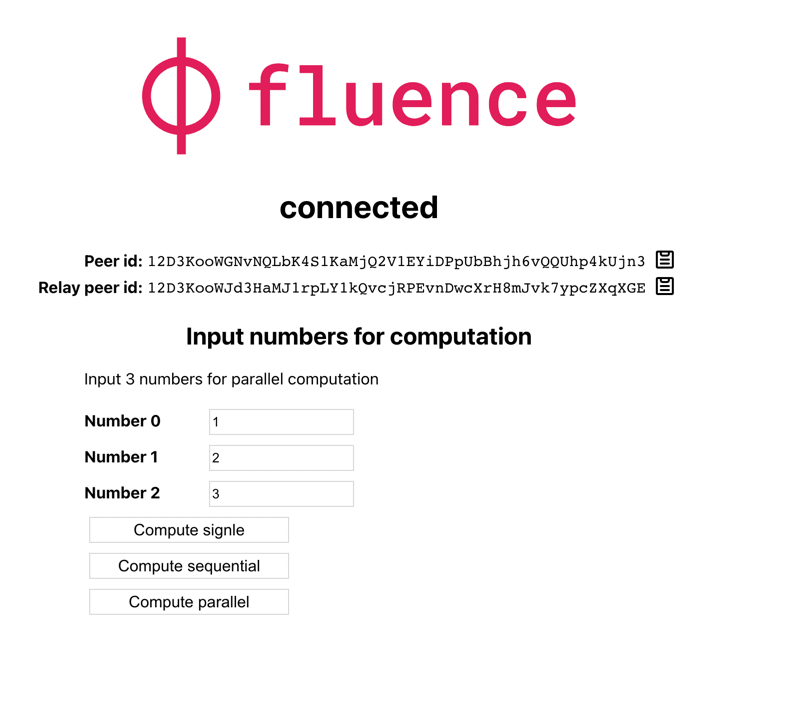 fluence
connected
Peer id: 12D3KooWGNvNQLbK4S1KaMjQ2V1EYiDPpUbBhjh6vQQUhp4kUjn3
Relay peer id: 12D3KooWJd3HaMJ1rpLY1kQvcjRPEvnDwcXrH8mJvk7ypcZXqXGE
Input numbers for computation
Input 3 numbers for parallel computation
Number 0 1
Number 1 2
Number 2 3
Compute signle
Compute sequential
Compute parallel